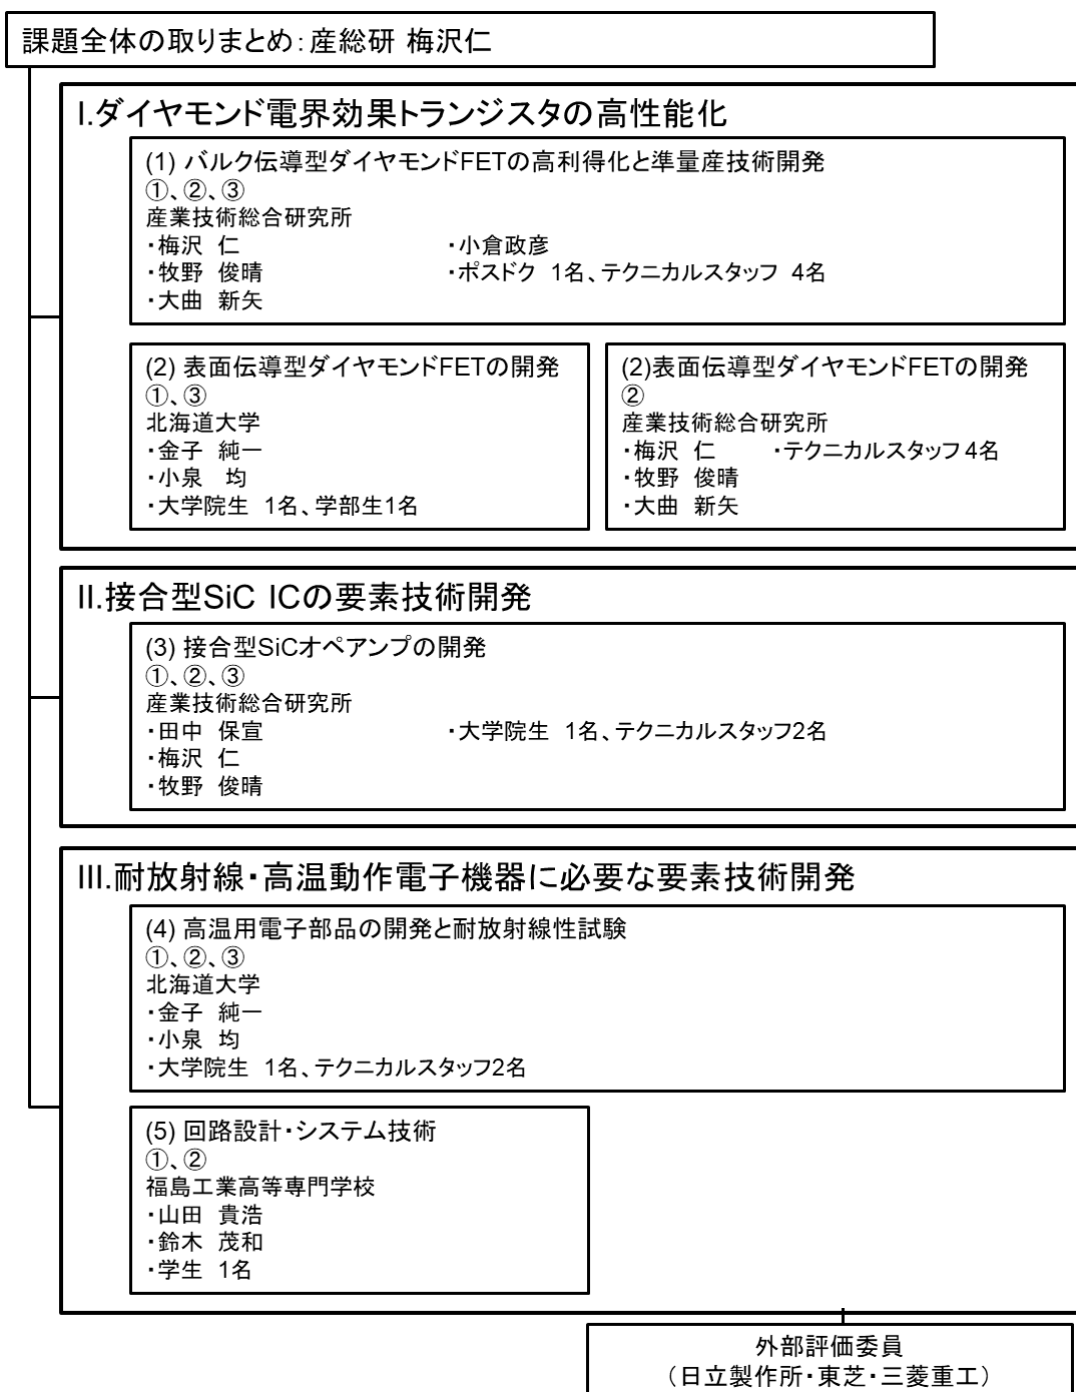 課題全体の取りまとめ：産総研 梅沢仁
I.ダイヤモンド電界効果トランジスタの高性能化
(1) バルク伝導型ダイヤモンドFETの高利得化と準量産技術開発
①、②、③
産業技術総合研究所
・梅沢　仁　・小倉政彦
・牧野　俊晴　・ポスドク　1名、テクニカルスタッフ　4名
・大曲　新矢
(2) 表面伝導型ダイヤモンドFETの開発
①、③
北海道大学
・金子　純一
・小泉　均
・大学院生　1名、学部生1名
(2)表面伝導型ダイヤモンドFETの開発
②
産業技術総合研究所
・梅沢　仁　・テクニカルスタッフ 4名
・牧野　俊晴
・大曲　新矢
II.接合型SiC ICの要素技術開発
(3) 接合型SiCオペアンプの開発
①、②、③
産業技術総合研究所
・田中　保宣　・大学院生　1名、テクニカルスタッフ2名
・梅沢　仁
・牧野　俊晴
III.耐放射線・高温動作電子機器に必要な要素技術開発
(4) 高温用電子部品の開発と耐放射線性試験
①、②、③
北海道大学
・金子　純一
・小泉　均
・大学院生　1名、テクニカルスタッフ2名
(5) 回路設計・システム技術
①、②
福島工業高等専門学校
・山田　貴浩
・鈴木　茂和
・学生　1名
外部評価委員
（日立製作所・東芝・三菱重工）